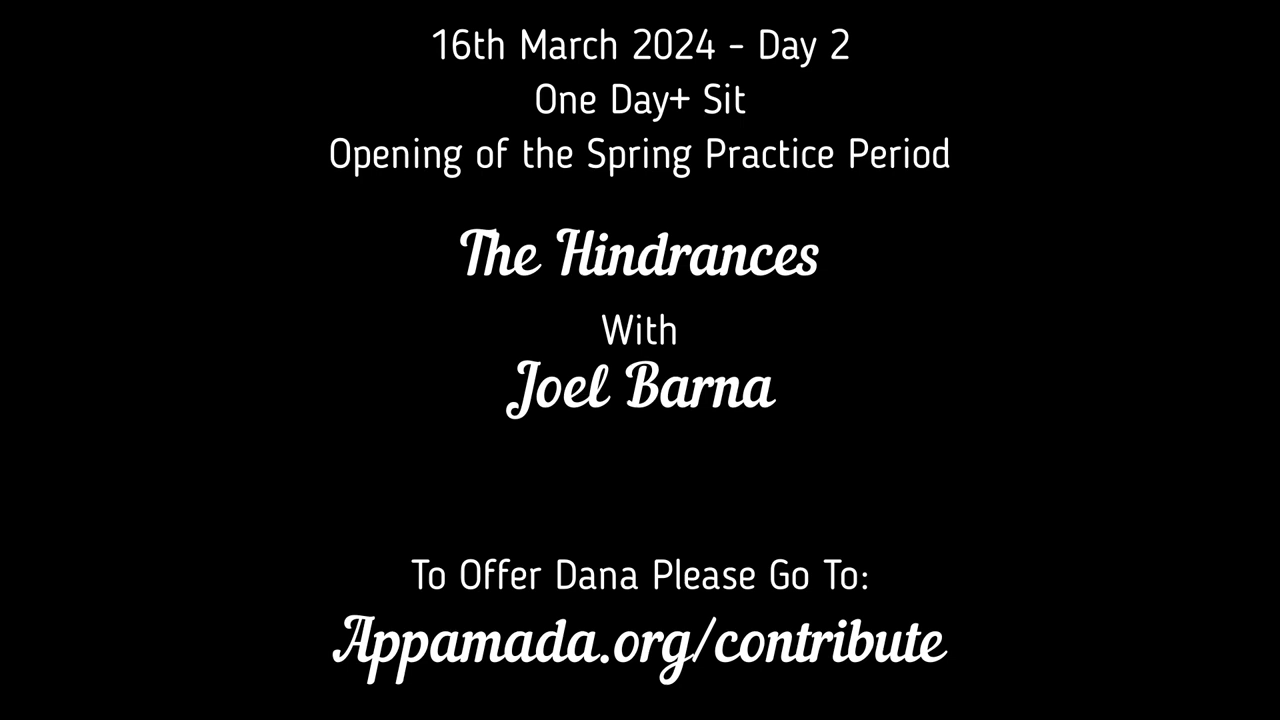 16th March 2024 - Day 2
One Day+ Sit
Opening of the Spring Practice Period
The Hindrances
With
Joel Barna
To Offer Dana Please Go To:
Appamada.org/contribute